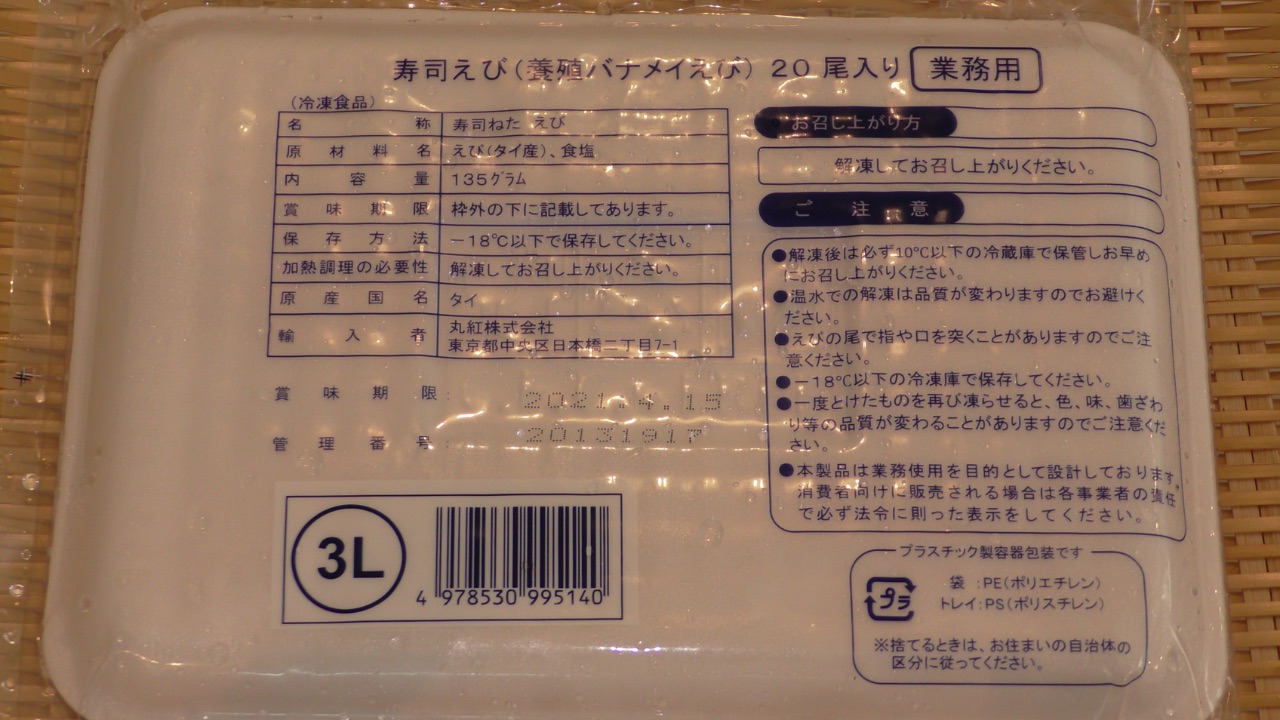 寿司えび(養殖バナメイえび) 20尾入り 業務用
(冷凍食品)
名称 寿司ねた えび
原材料名 えび(タイ産)、食塩
内容量 135グラム
賞味期限 枠外の下に記載してあります。
保存方法 −18℃以下で保存してください。
加熱調理の必要性 解凍してお召し上がりください。
原産国名 タイ
輸入者 丸紅株式会社
東京都中央区日本橋二丁目7-1
賞味期限: 2021.4.15
管理番号: 20131917
3L
4 978530 995140
お召し上がり方
解凍してお召し上がりください。
ご注意
●解凍後は必ず10℃以下の冷蔵庫で保管しお早め
にお召し上がりください。
●温水での解凍は品質が変わりますのでお避けく
ださい。
●えびの尾で指や口を突くことがありますのでご注
意ください。
●−18℃以下の冷凍庫で保存してください。
●一度とけたものを再び凍らせると、色、味、歯ざわ
り等の品質が変わることがありますのでご注意くだ
さい。
●本製品は業務使用を目的として設計しております。
消費者向けに販売される場合は各事業者の責任
で必ず法令に則った表示をしてください。
プラスチック製容器包装です
プラ
袋 :PE(ポリエチレン)
トレイ:PS(ポリスチレン)
※捨てるときは、お住まいの自治体の
区分に従ってください。